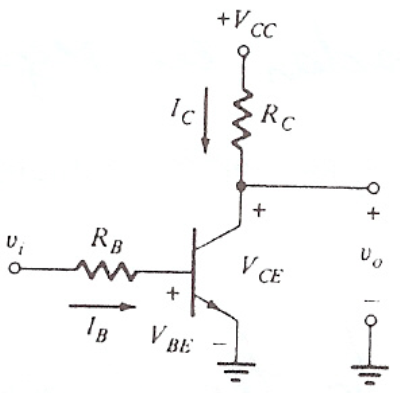 +V_CC
I_C
R_C
+
+
v_i
R_B
V_CE
v_o
+
I_B
V_BE
−
−